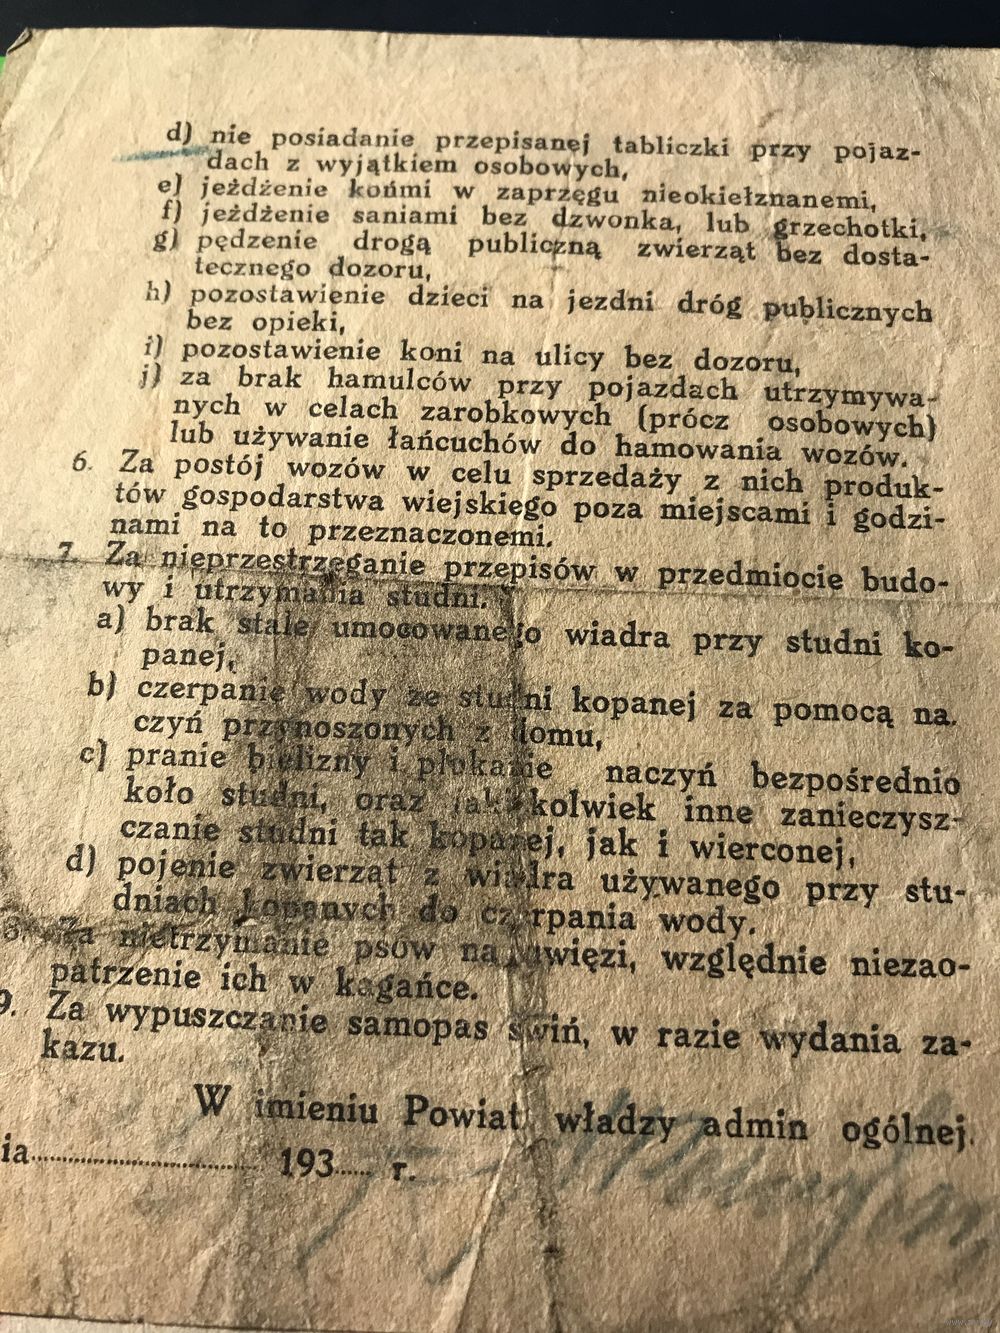 d) nie posiadanie przepisanej tabliczki przy pojaz-
dach z wyjątkiem osobowych,
e) jeżdżenie końmi w zaprzęgu nieokiełznanemi,
f) jeżdżenie saniami bez dzwonka, lub grzechotki,
g) pędzenie drogą publiczną zwierząt bez dosta-
tecznego dozoru,
h) pozostawienie dzieci na jezdni dróg publicznych
bez opieki,
i) pozostawienie koni na ulicy bez dozoru,
j) za brak hamulców przy pojazdach utrzymywa-
nych w celach zarobkowych (prócz osobowych)
lub używanie łańcuchów do hamowania wozów.
6. Za postój wozów w celu sprzedaży z nich produk-
tów gospodarstwa wiejskiego poza miejscami i godzi-
nami na to przeznaczonemi.
7. Za nieprzestrzeganie przepisów w przedmiocie budo-
wy i utrzymania studni.
a) brak stale umocowanego wiadra przy studni ko-
panej,
b) czerpanie wody ze studni kopanej za pomocą na.
czyń przynoszonych z domu,
c) pranie bielizny i płukanie naczyń bezpośrednio
koło studni, oraz jakiekolwiek inne zanieczysz-
czanie studni tak kopanej, jak i wierconej,
d) pojenie zwierząt z wiadra używanego przy stu-
dniach kopanych do czerpania wody.
8. Za nietrzymanie psów na uwięzi, względnie niezao-
patrzenie ich w kagańce.
9. Za wypuszczanie samopas świń, w razie wydania za-
kazu.
W imieniu Powiat. władzy admin ogólnej.
ia 193 r.